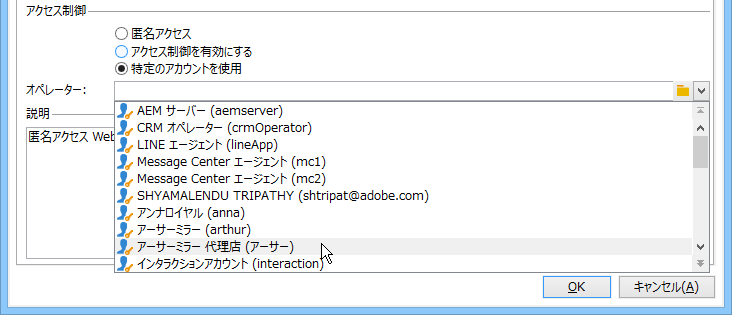 アクセス制御
匿名アクセス
アクセス制御を有効にする
特定のアカウントを使用
オペレーター:
説明
匿名アクセス Web
AEM サーバー (aemserver)
CRM オペレーター (crmOperator)
LINE エージェント (lineApp)
Message Center エージェント (mc1)
Message Center エージェント (mc2)
SHYAMALENDU TRIPATHY (shtripat@adobe.com)
アンナロイヤル (anna)
アーサーミラー (arthur)
アーサーミラー 代理店 (アーサー)
インタラクションアカウント (interaction)
OK
キャンセル(A)